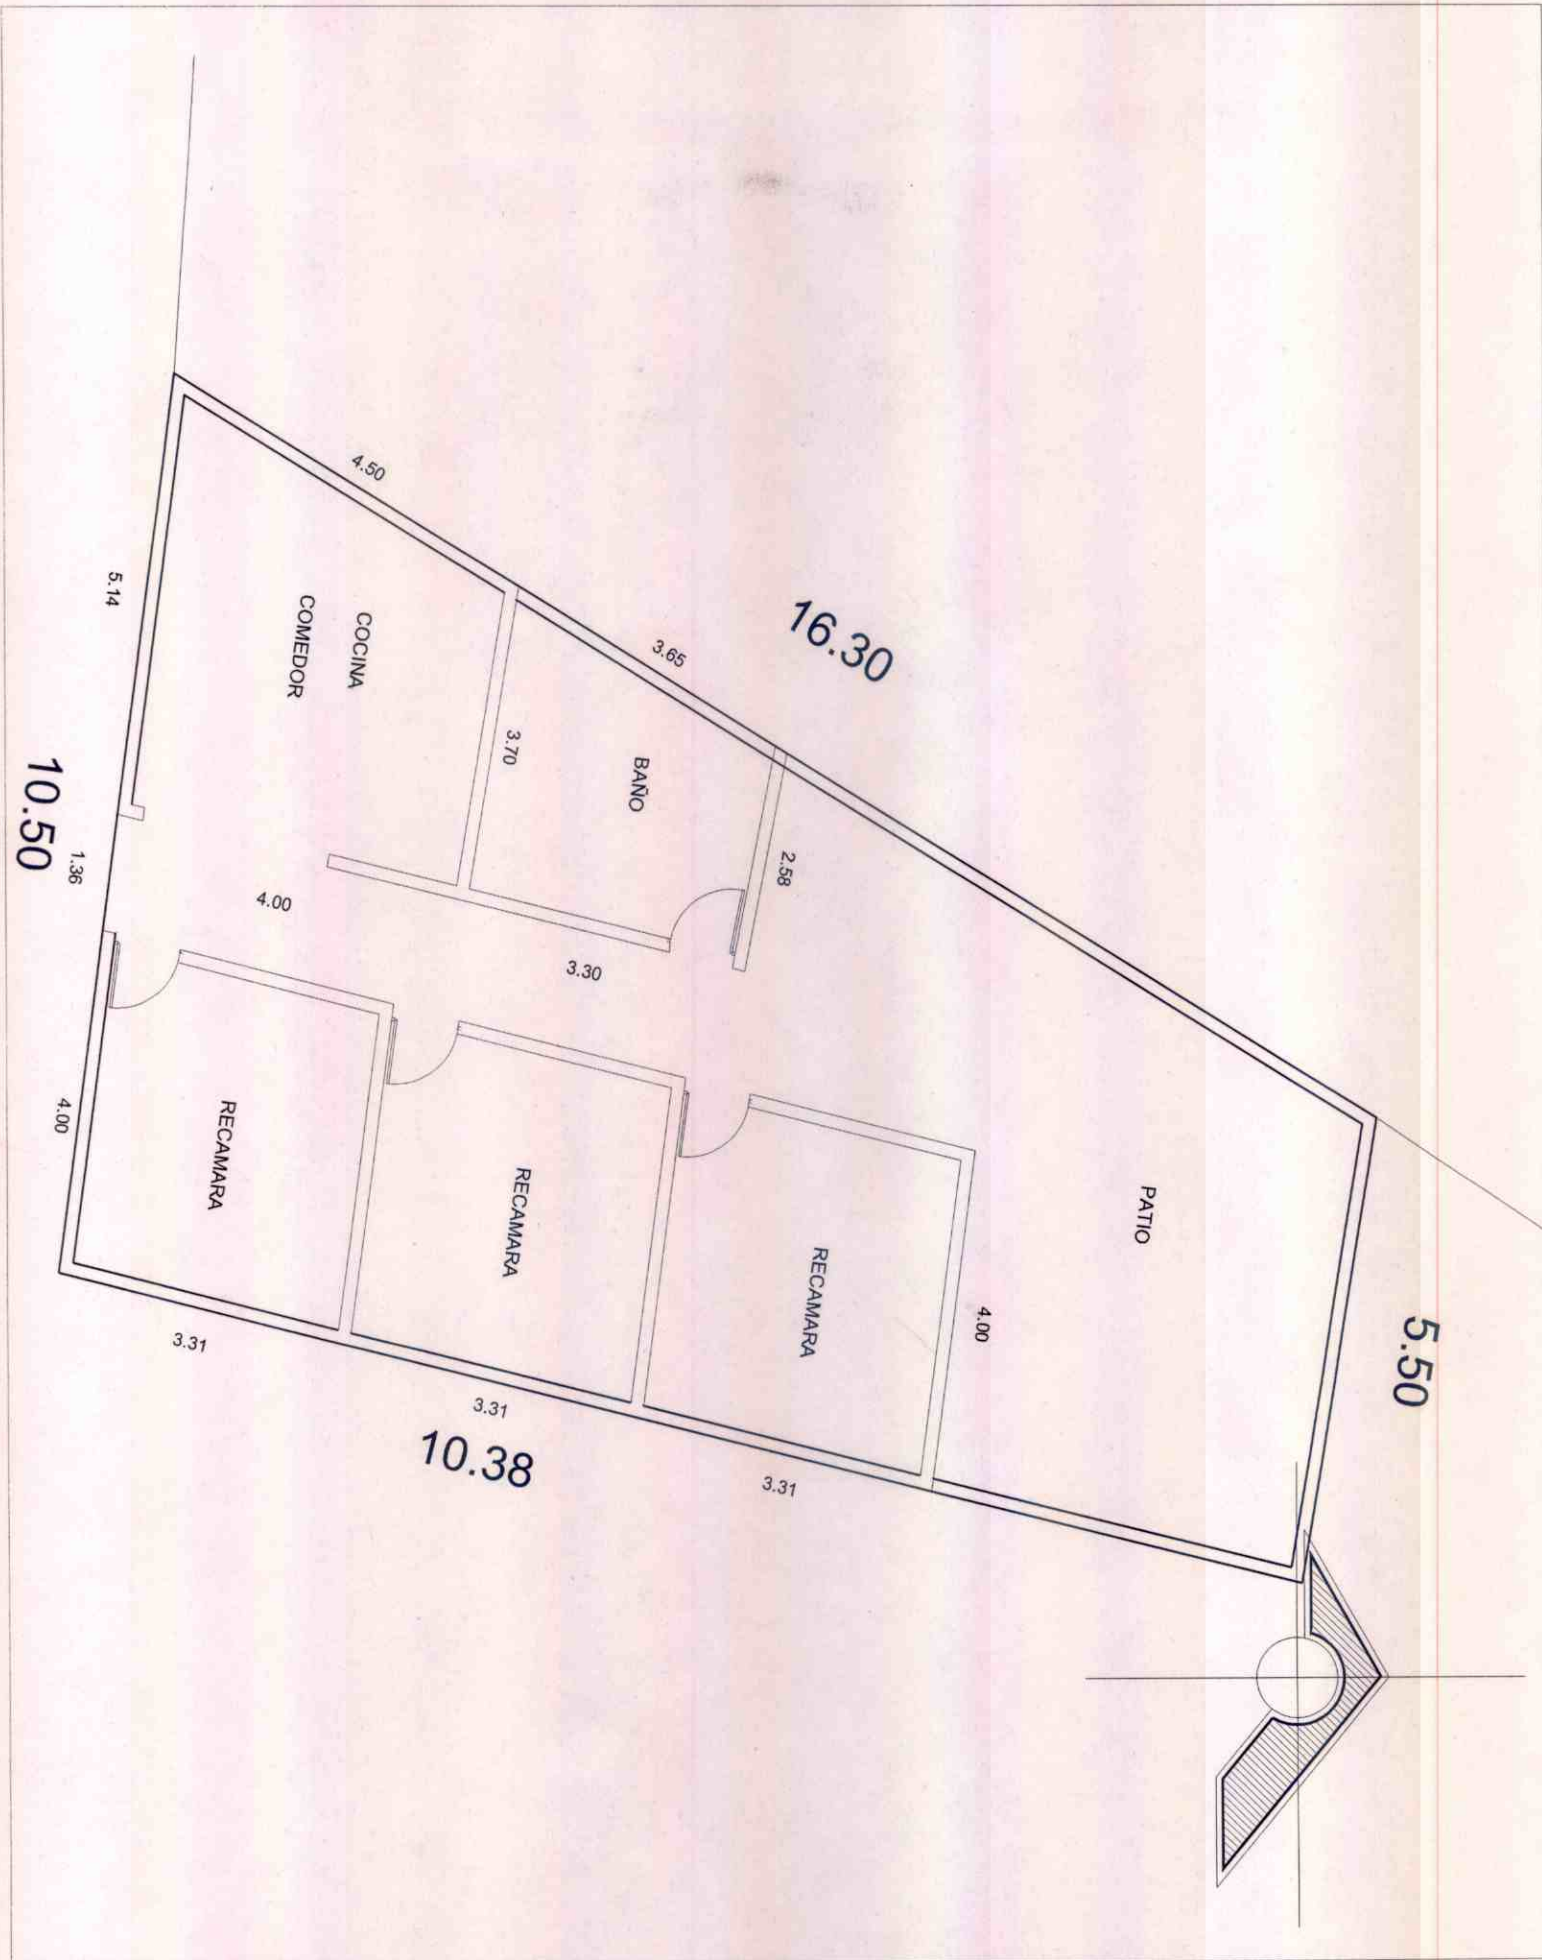 5.50
PATIO
4.00
16.30
2.58
RECAMARA
3.31
3.65
BAÑO
3.30
RECAMARA
3.31
10.38
3.70
4.50
COCINA
COMEDOR
4.00
RECAMARA
3.31
5.14
1.36
4.00
10.50